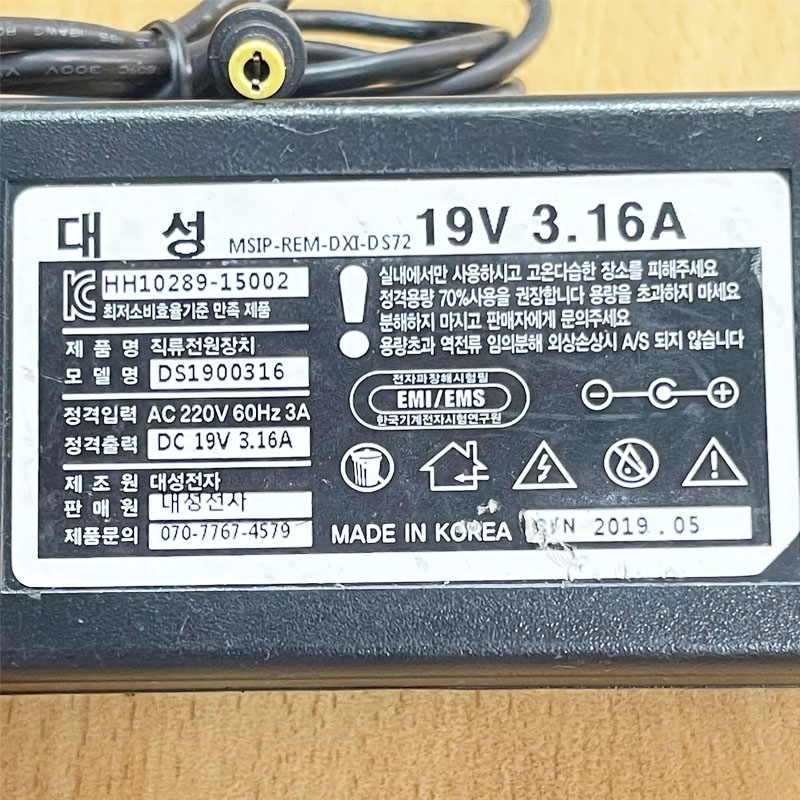 대 성 MSIP-REM-DXI-DS72 19V 3.16A
HH10289-15002
최저소비효율기준 만족 제품
제 품 명 직류전원장치
모 델 명 DS1900316
정격입력 AC 220V 60Hz 3A
정격출력 DC 19V 3.16A
제 조 원 대성전자
판 매 원 대성전자
제품문의 070-7767-4579
실내에서만 사용하시고 고온다습한 장소를 피해주세요
정격용량 70%사용을 권장합니다 용량을 초과하지 마세요
분해하지 마시고 판매자에게 문의주세요
용량초과 역전류 임의분해 외상손상시 A/S 되지 않습니다
전자파장해시험필
EMI/EMS
한국기계전자시험연구원
MADE IN KOREA S/N 2019.05